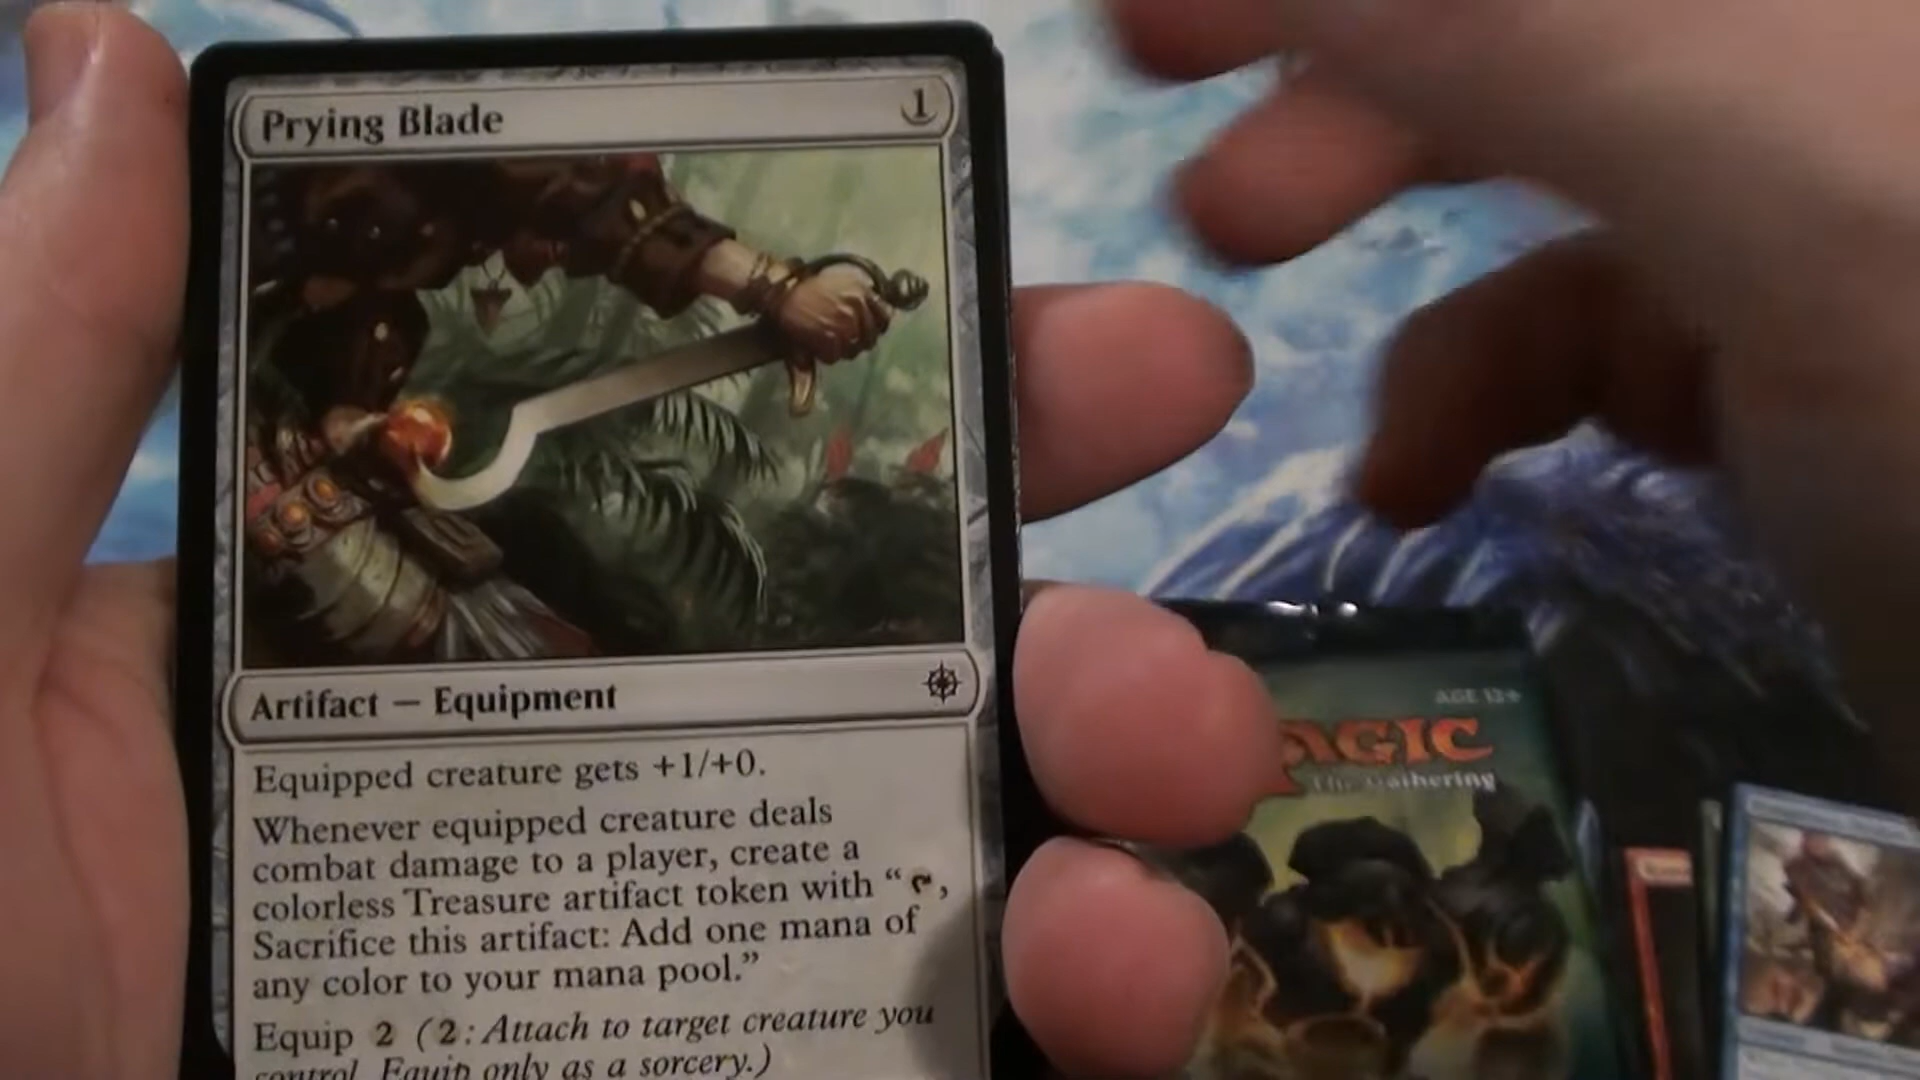 Prying Blade 1
Artifact — Equipment
Equipped creature gets +1/+0.
Whenever equipped creature deals
combat damage to a player, create a
colorless Treasure artifact token with “ ,
Sacrifice this artifact: Add one mana of
any color to your mana pool.”
Equip 2 (2: Attach to target creature you
control. Equip only as a sorcery.)
AGE 13+
MAGIC
The Gathering